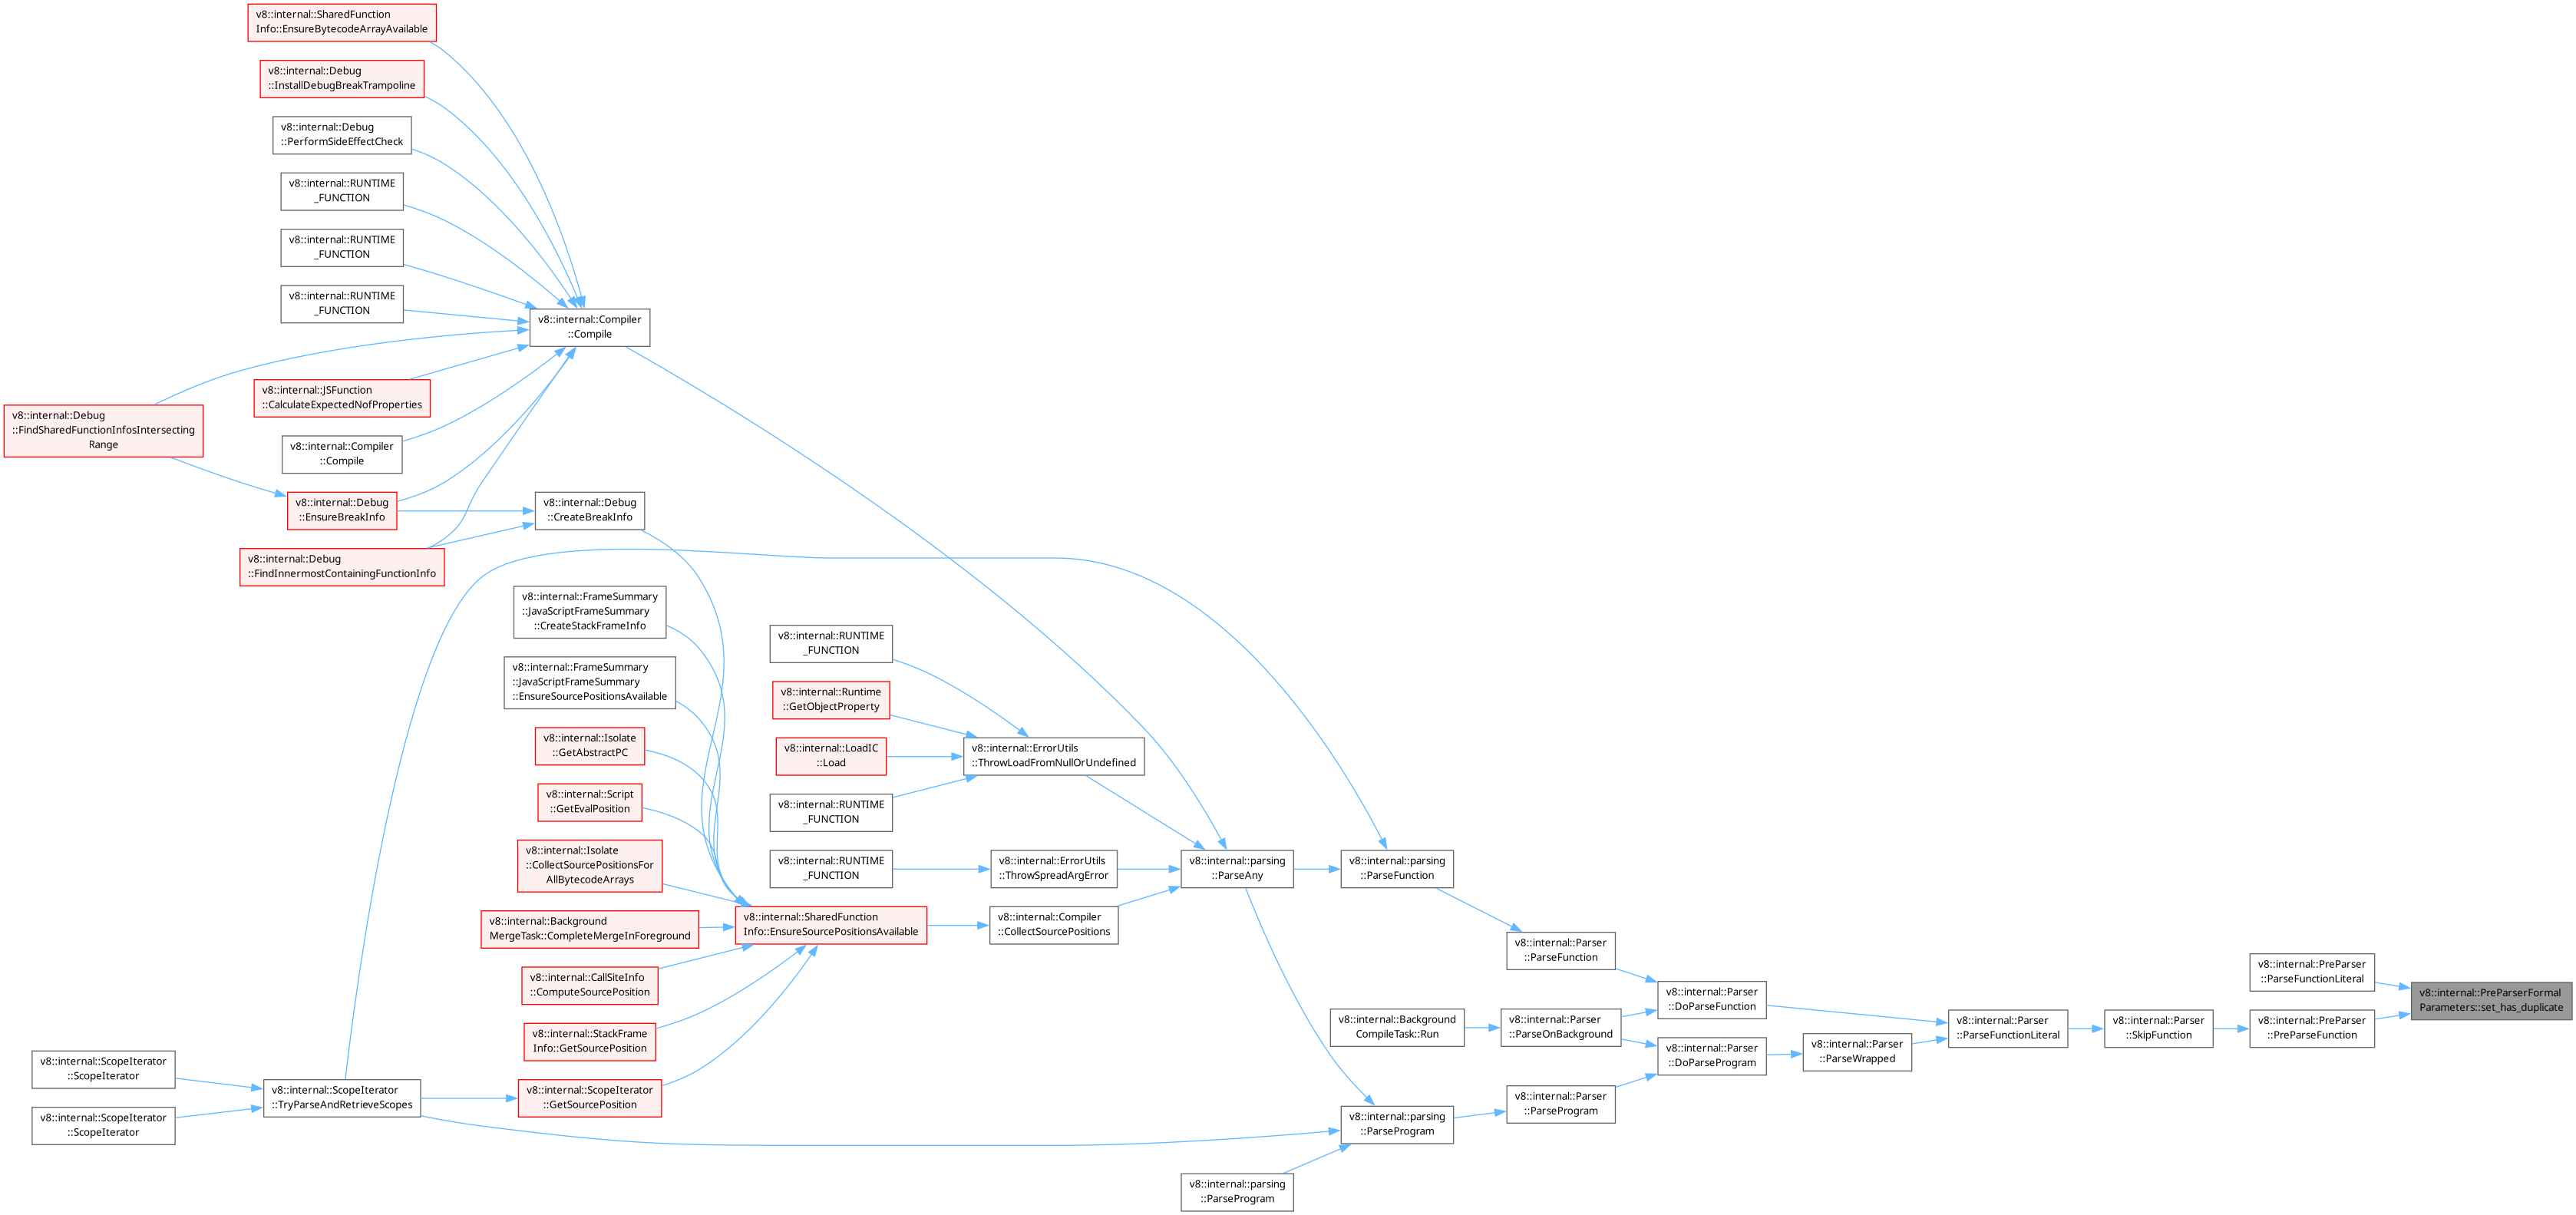 v8::internal::SharedFunction
Info::EnsureBytecodeArrayAvailable
v8::internal::Debug
::InstallDebugBreakTrampoline
v8::internal::Debug
::PerformSideEffectCheck
v8::internal::RUNTIME
_FUNCTION
v8::internal::RUNTIME
_FUNCTION
v8::internal::RUNTIME
_FUNCTION
v8::internal::Compiler
::Compile
v8::internal::JSFunction
::CalculateExpectedNofProperties
v8::internal::Debug
::FindSharedFunctionInfosIntersecting
Range
v8::internal::Compiler
::Compile
v8::internal::Debug
::EnsureBreakInfo
v8::internal::Debug
::CreateBreakInfo
v8::internal::Debug
::FindInnermostContainingFunctionInfo
v8::internal::FrameSummary
::JavaScriptFrameSummary
::CreateStackFrameInfo
v8::internal::FrameSummary
::JavaScriptFrameSummary
::EnsureSourcePositionsAvailable
v8::internal::Isolate
::GetAbstractPC
v8::internal::Script
::GetEvalPosition
v8::internal::Isolate
::CollectSourcePositionsFor
AllBytecodeArrays
v8::internal::Background
MergeTask::CompleteMergeInForeground
v8::internal::CallSiteInfo
::ComputeSourcePosition
v8::internal::StackFrame
Info::GetSourcePosition
v8::internal::ScopeIterator
::GetSourcePosition
v8::internal::ScopeIterator
::ScopeIterator
v8::internal::ScopeIterator
::ScopeIterator
v8::internal::ScopeIterator
::TryParseAndRetrieveScopes
v8::internal::RUNTIME
_FUNCTION
v8::internal::Runtime
::GetObjectProperty
v8::internal::LoadIC
::Load
v8::internal::RUNTIME
_FUNCTION
v8::internal::RUNTIME
_FUNCTION
v8::internal::SharedFunction
Info::EnsureSourcePositionsAvailable
v8::internal::ErrorUtils
::ThrowLoadFromNullOrUndefined
v8::internal::ErrorUtils
::ThrowSpreadArgError
v8::internal::Compiler
::CollectSourcePositions
v8::internal::parsing
::ParseAny
v8::internal::parsing
::ParseFunction
v8::internal::Background
CompileTask::Run
v8::internal::parsing
::ParseProgram
v8::internal::parsing
::ParseProgram
v8::internal::Parser
::ParseFunction
v8::internal::Parser
::ParseOnBackground
v8::internal::Parser
::ParseProgram
v8::internal::Parser
::DoParseFunction
v8::internal::Parser
::DoParseProgram
v8::internal::Parser
::ParseWrapped
v8::internal::Parser
::ParseFunctionLiteral
v8::internal::Parser
::SkipFunction
v8::internal::PreParser
::ParseFunctionLiteral
v8::internal::PreParser
::PreParseFunction
v8::internal::PreParserFormal
Parameters::set_has_duplicate